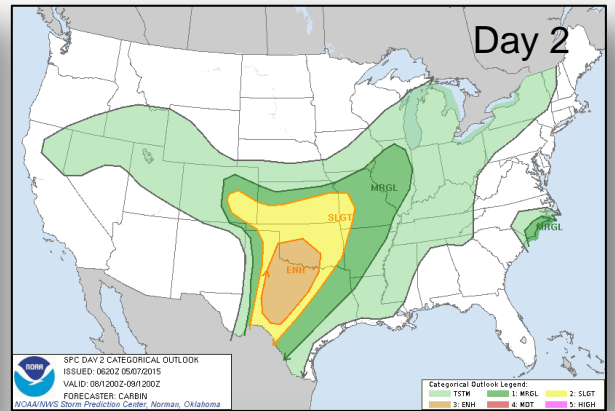 Day 2
MRGL
SLGT
MRGL
ENH
NOAA
SPC DAY 2 CATEGORICAL OUTLOOK
ISSUED: 0620Z 05/07/2015
VALID: 08/1200Z-09/1200Z
FORECASTER: CARBIN
NOAA/NWS Storm Prediction Center, Norman, Oklahoma
Categorical Outlook Legend:
TSTM 1: MRGL 2: SLGT
3: ENH 4: MDT 5: HIGH